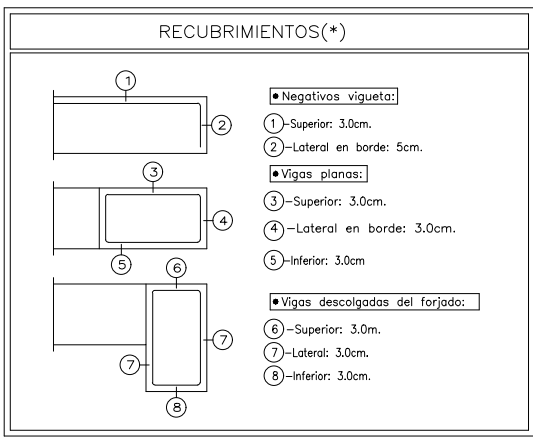 RECUBRIMIENTOS(*)
1
2
3
4
5
6
7
7
8
• Negativos vigueta:
1 -Superior: 3.0cm.
2 -Lateral en borde: 5cm.
• Vigas planas:
3 -Superior: 3.0cm.
4 -Lateral en borde: 3.0cm.
5 -Inferior: 3.0cm
• Vigas descolgadas del forjado:
6 -Superior: 3.0m.
7 -Lateral: 3.0cm.
8 -Inferior: 3.0cm.